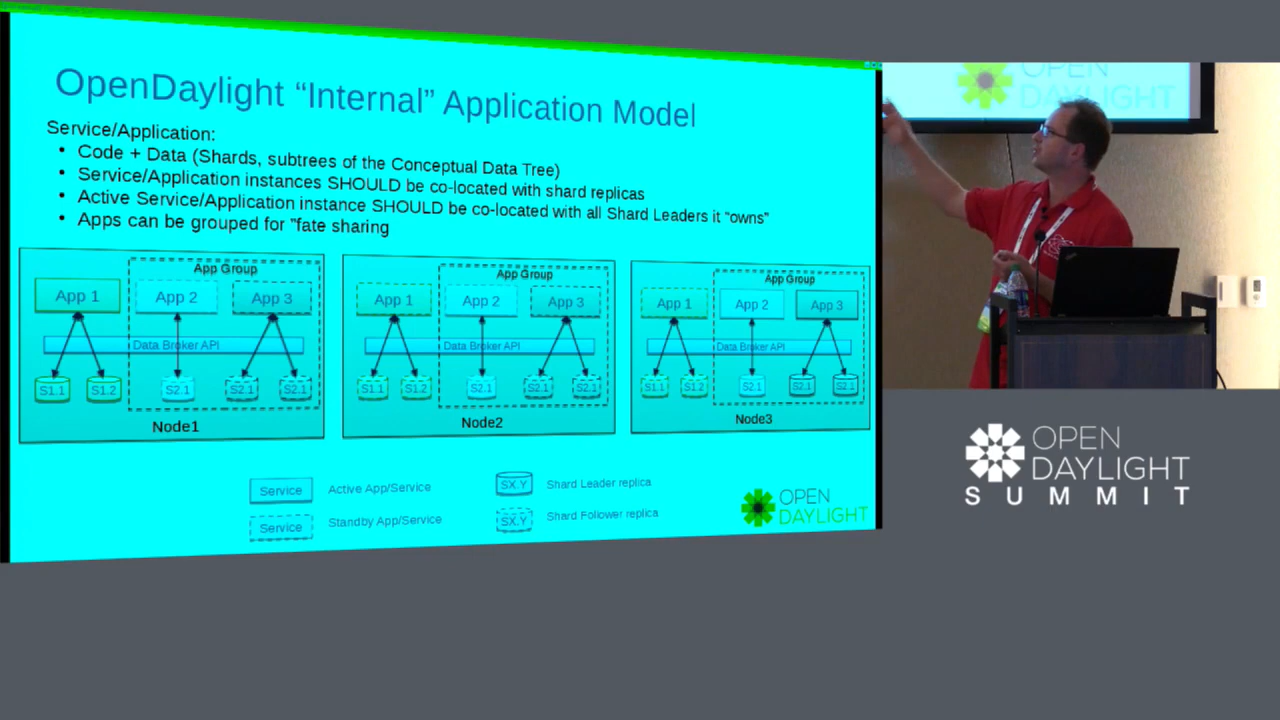 OpenDaylight “Internal” Application Model
Service/Application:
• Code + Data (Shards, subtrees of the Conceptual Data Tree)
• Service/Application instances SHOULD be co-located with shard replicas
• Active Service/Application instance SHOULD be co-located with all Shard Leaders it "owns"
• Apps can be grouped for "fate sharing
App Group
App 1
App 2
App 3
Data Broker API
S1.1
S1.2
S2.1
S2.1
S2.1
Node1
App Group
App 1
App 2
App 3
Data Broker API
S1.1
S1.2
S2.1
S2.1
S2.1
Node2
App Group
App 1
App 2
App 3
Data Broker API
S1.1
S1.2
S2.1
S2.1
S2.1
Node3
Service
Active App/Service
SX.Y
Shard Leader replica
Service
Standby App/Service
SX.Y
Shard Follower replica
OPEN
DAYLIGHT
OPEN
DAYLIGHT
OPEN
DAYLIGHT
SUMMIT